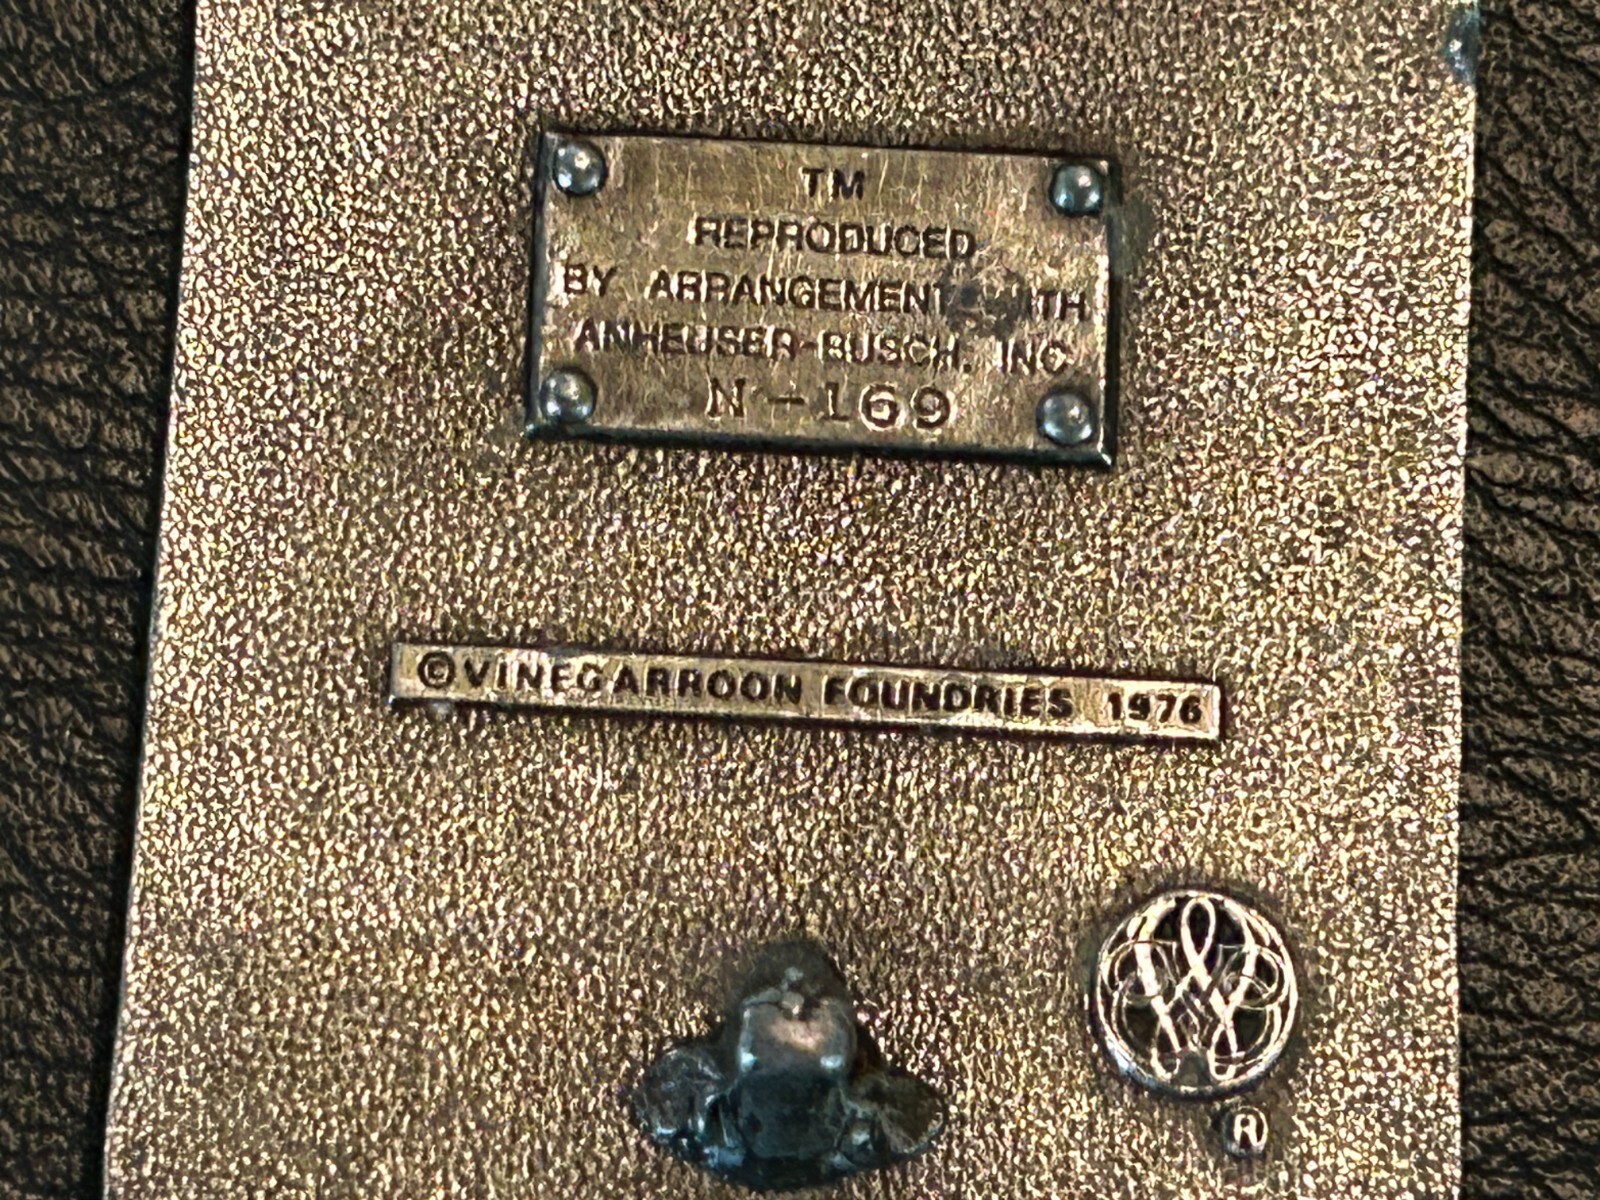 TM
REPRODUCED
BY ARRANGEMENT WITH
ANHEUSER-BUSCH, INC.
N-169
©VINEGARROON FOUNDRIES 1976
R